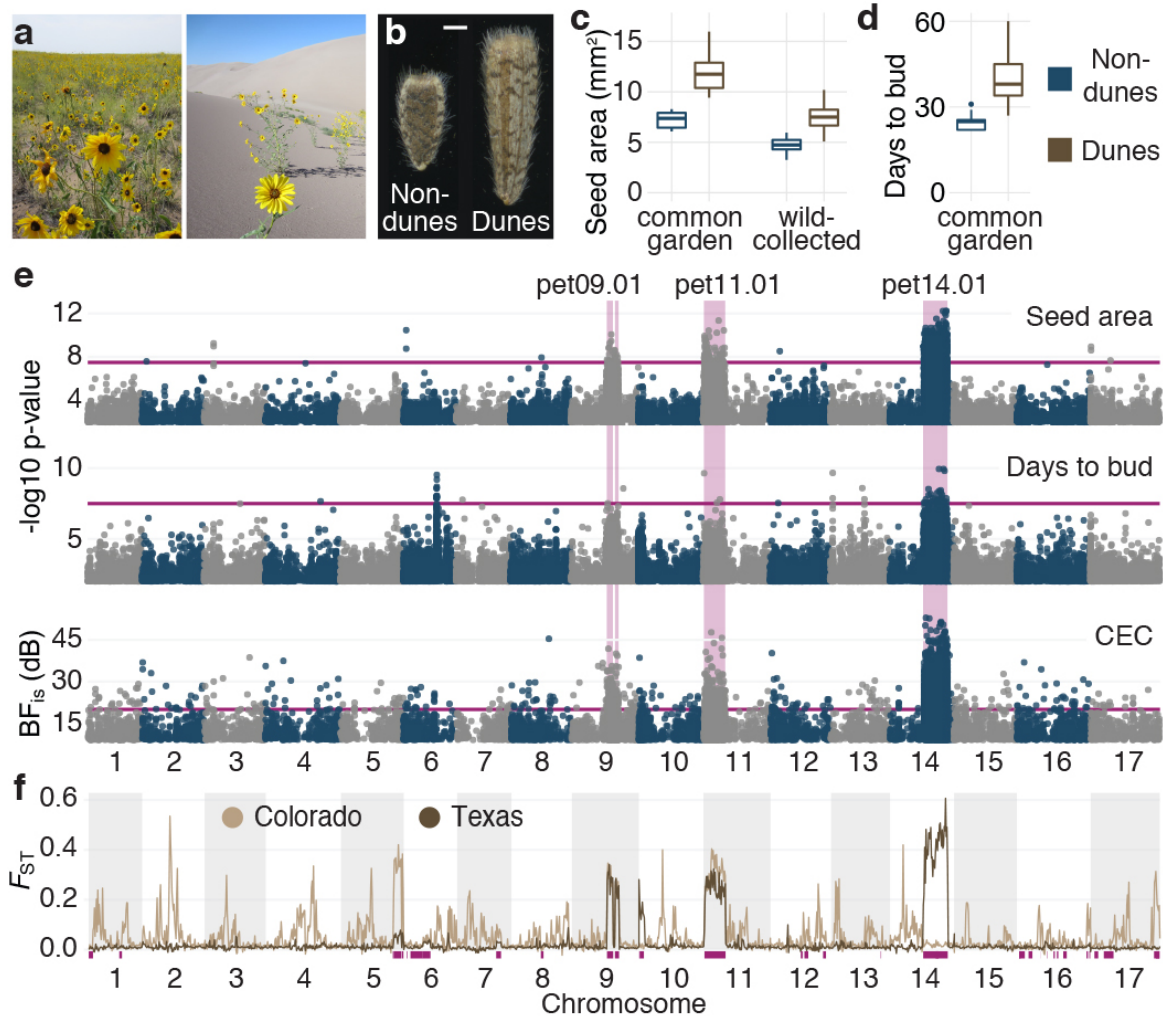 a
b
Non-
dunes
Dunes
c
Seed area (mm²)
15
10
5
0
common
garden
wild-
collected
d
Days to bud
60
30
0
common
garden
Non-
dunes
Dunes
e
pet09.01
pet11.01
pet14.01
-log10 p-value
12
8
4
Seed area
10
5
Days to bud
BFis (dB)
45
30
15
CEC
1 2 3 4 5 6 7 8 9 10 11 12 13 14 15 16 17
f
FST
0.6
0.4
0.2
0.0
Colorado
Texas
1 2 3 4 5 6 7 8 9 10 11 12 13 14 15 16 17
Chromosome